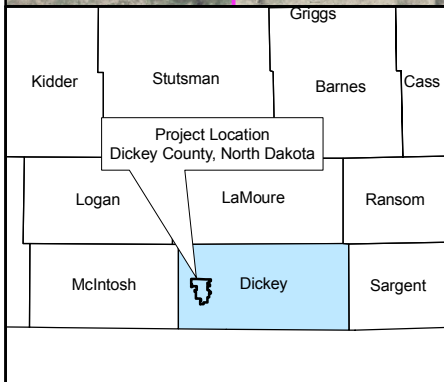 Griggs
Kidder
Stutsman
Barnes
Cass
Project Location
Dickey County, North Dakota
Logan
LaMoure
Ransom
McIntosh
Dickey
Sargent